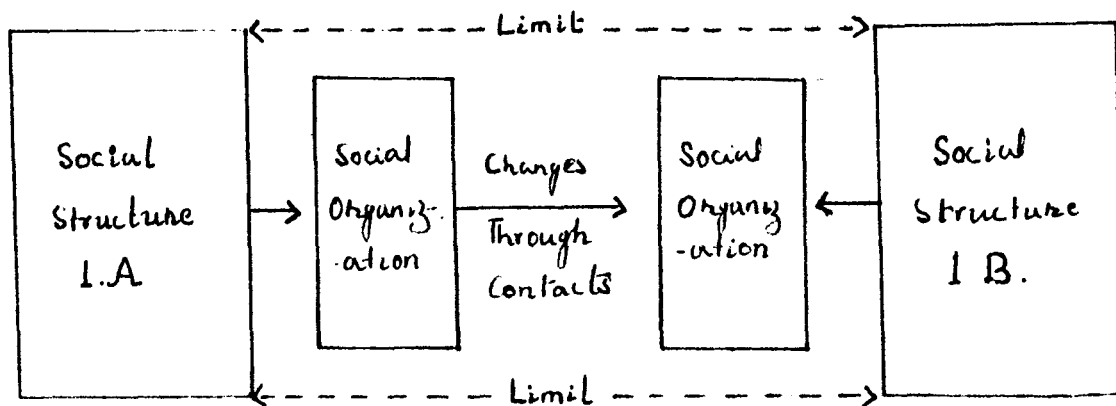 Limit
Social
Structure
1.A
Social
Organiz-
-ation
Changes
Through
Contacts
Social
Organiz
-ation
Social
Structure
1 B.
Limit